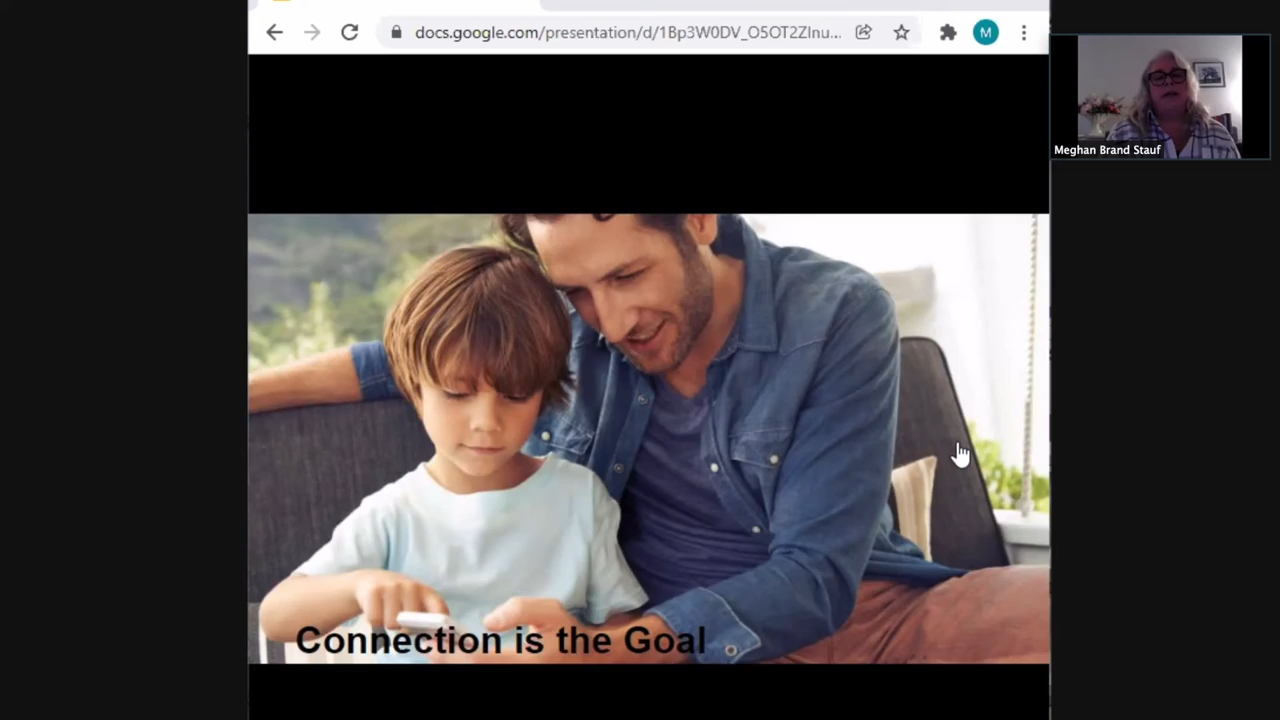 docs.google.com/presentation/d/1Bp3W0DV_O5OT2ZInu...
M
Meghan Brand Stauf
Connection is the Goal